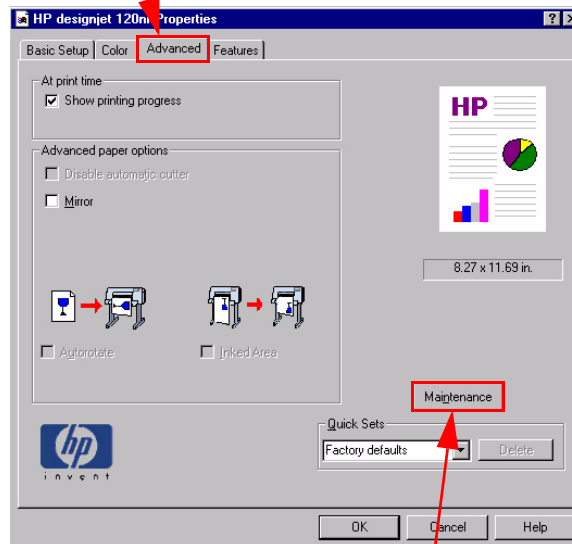 HP designjet 120nr Properties
Basic Setup Color Advanced Features
At print time
Show printing progress
HP
Advanced paper options
Disable automatic cutter
Mirror
8.27 x 11.69 in.
Autorotate Inked Area
Maintenance
Quick Sets
Factory defaults Delete
hp
invent
OK Cancel Help